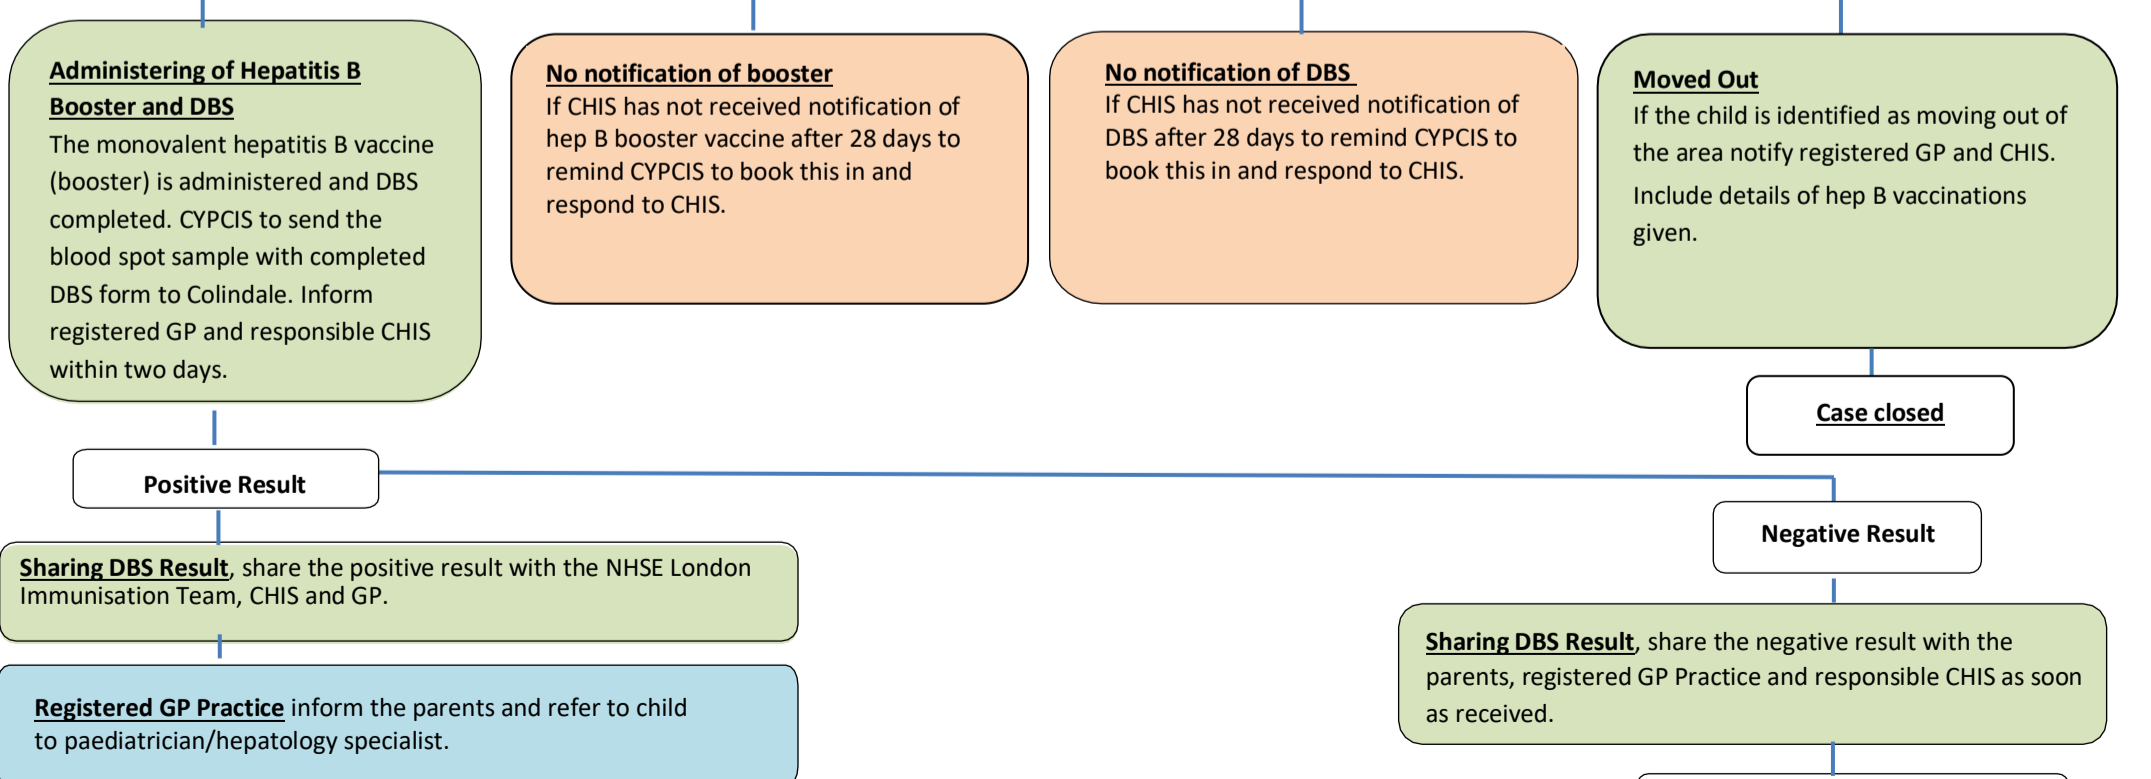 Administering of Hepatitis B
Booster and DBS
The monovalent hepatitis B vaccine
(booster) is administered and DBS
completed. CYPCIS to send the
blood spot sample with completed
DBS form to Colindale. Inform
registered GP and responsible CHIS
within two days.
No notification of booster
If CHIS has not received notification of
hep B booster vaccine after 28 days to
remind CYPCIS to book this in and
respond to CHIS.
No notification of DBS
If CHIS has not received notification of
DBS after 28 days to remind CYPCIS to
book this in and respond to CHIS.
Moved Out
If the child is identified as moving out of
the area notify registered GP and CHIS.
Include details of hep B vaccinations
given.
Case closed
Positive Result
Negative Result
Sharing DBS Result, share the positive result with the NHSE London
Immunisation Team, CHIS and GP.
Registered GP Practice inform the parents and refer to child
to paediatrician/hepatology specialist.
Sharing DBS Result, share the negative result with the
parents, registered GP Practice and responsible CHIS as soon
as received.